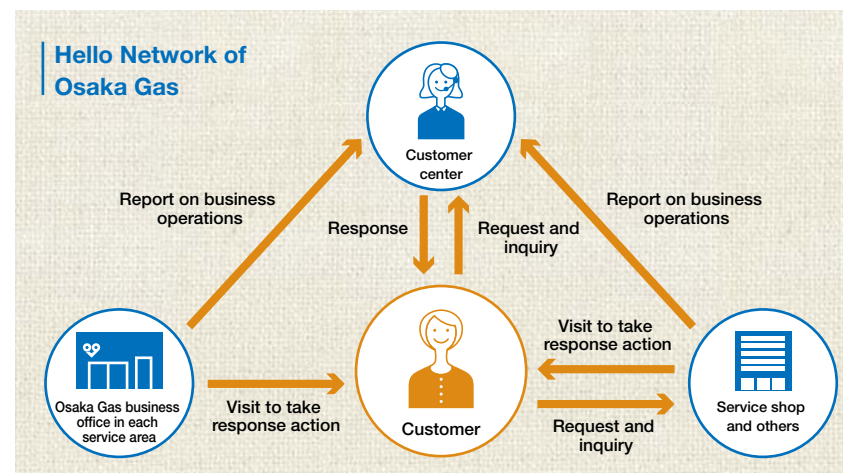 Hello Network of
Osaka Gas
Customer
center
Report on business
operations
Response
Request and
inquiry
Report on business
operations
Osaka Gas business
office in each
service area
Visit to take
response action
Customer
Visit to take
response action
Request and
inquiry
Service shop
and others